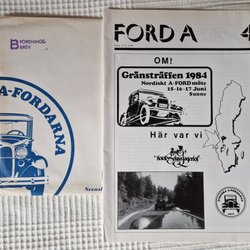 B FÖRENINGS-
BREV
A-FORDARNA
FORD A 4
OM!
Gränsträffen 1984
Nordiskt A-FORD möte
15-16-17 Juni
Sunne
Här var vi